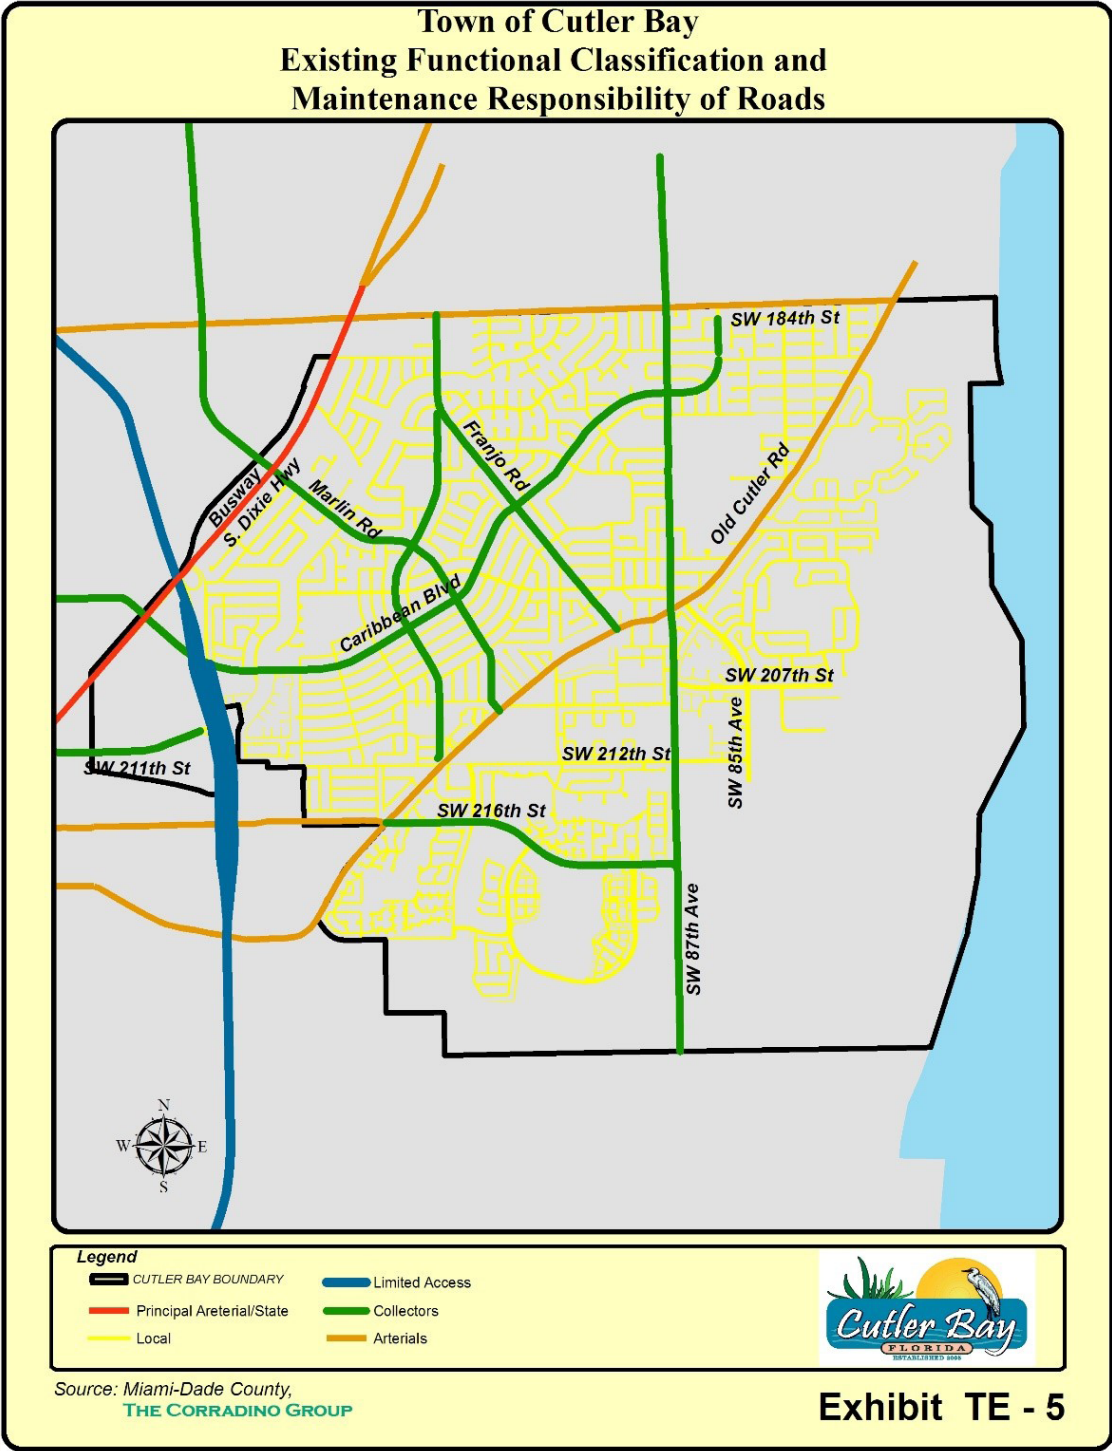 Town of Cutler Bay
Existing Functional Classification and
Maintenance Responsibility of Roads
SW 184th St
Franjo Rd
Old Cutler Rd
Busway
S. Dixie Hwy
Marlin Rd
Caribbean Blvd
SW 207th St
SW 85th Ave
SW 212th St
SW 211th St
SW 216th St
SW 87th Ave
N
W
E
S
Legend
CUTLER BAY BOUNDARY
Limited Access
Principal Areterial/State
Collectors
Local
Arterials
Cutler Bay
FLORIDA
Source: Miami-Dade County,
THE CORRADINO GROUP
Exhibit TE - 5